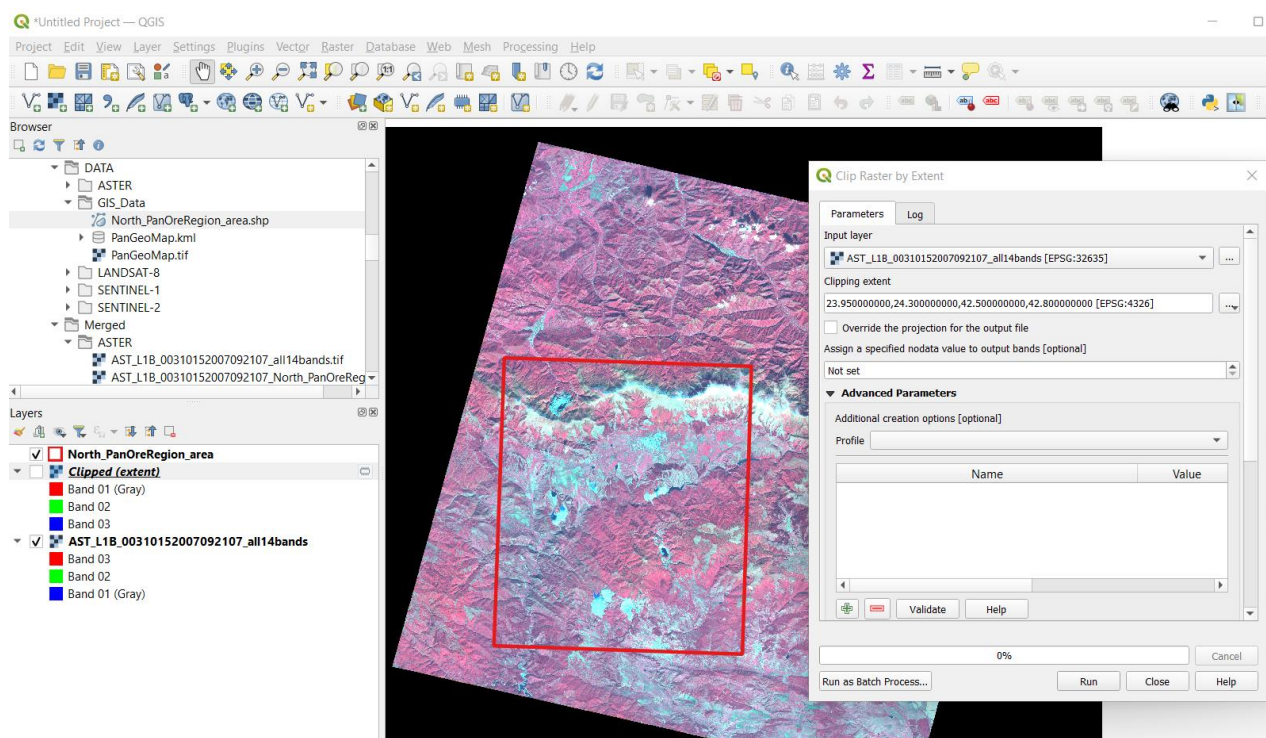 *Untitled Project — QGIS
Project Edit View Layer Settings Plugins Vector Raster Database Web Mesh Processing Help
Browser
DATA
ASTER
GIS_Data
North_PanOreRegion_area.shp
PanGeoMap.kml
PanGeoMap.tif
LANDSAT-8
SENTINEL-1
SENTINEL-2
Merged
ASTER
AST_L1B_00310152007092107_all14bands.tif
AST_L1B_00310152007092107_North_PanOreReg
Layers
North_PanOreRegion_area
Clipped (extent)
Band 01 (Gray)
Band 02
Band 03
AST_L1B_00310152007092107_all14bands
Band 03
Band 02
Band 01 (Gray)
Clip Raster by Extent
Parameters Log
Input layer
AST_L1B_00310152007092107_all14bands [EPSG:32635]
...
Clipping extent
23.950000000,24.300000000,42.500000000,42.800000000 [EPSG:4326]
...
Override the projection for the output file
Assign a specified nodata value to output bands [optional]
Not set
Advanced Parameters
Additional creation options [optional]
Profile
Name Value
Validate Help
0% Cancel
Run as Batch Process... Run Close Help